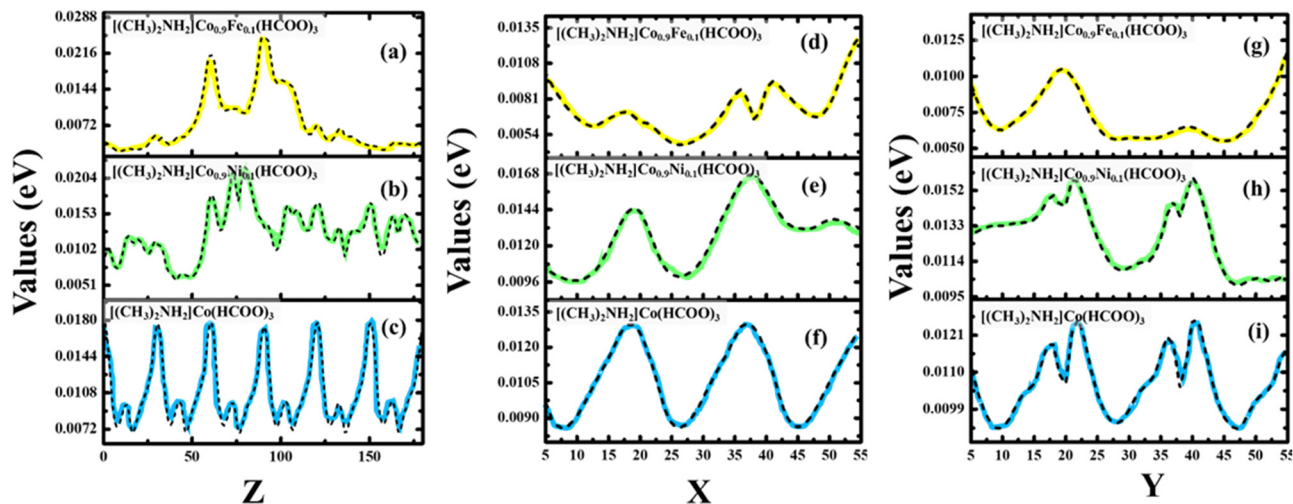 [(CH3)2NH2]Co0.9Fe0.1(HCOO)3
(a)
0.0288
0.0216
0.0144
0.0072
[(CH3)2NH2]Co0.9Ni0.1(HCOO)3
(b)
0.0204
0.0153
0.0102
0.0051
[(CH3)2NH2]Co(HCOO)3
(c)
0.0180
0.0144
0.0108
0.0072
0 50 100 150
Z
Values (eV)
[(CH3)2NH2]Co0.9Fe0.1(HCOO)3
(d)
0.0135
0.0108
0.0081
0.0054
[(CH3)2NH2]Co0.9Ni0.1(HCOO)3
(e)
0.0168
0.0144
0.0120
0.0096
[(CH3)2NH2]Co(HCOO)3
(f)
0.0135
0.0120
0.0105
0.0090
5 10 15 20 25 30 35 40 45 50 55
X
Values (eV)
[(CH3)2NH2]Co0.9Fe0.1(HCOO)3
(g)
0.0125
0.0100
0.0075
0.0050
[(CH3)2NH2]Co0.9Ni0.1(HCOO)3
(h)
0.0152
0.0133
0.0114
0.0095
[(CH3)2NH2]Co(HCOO)3
(i)
0.0121
0.0110
0.0099
5 10 15 20 25 30 35 40 45 50 55
Y
Values (eV)